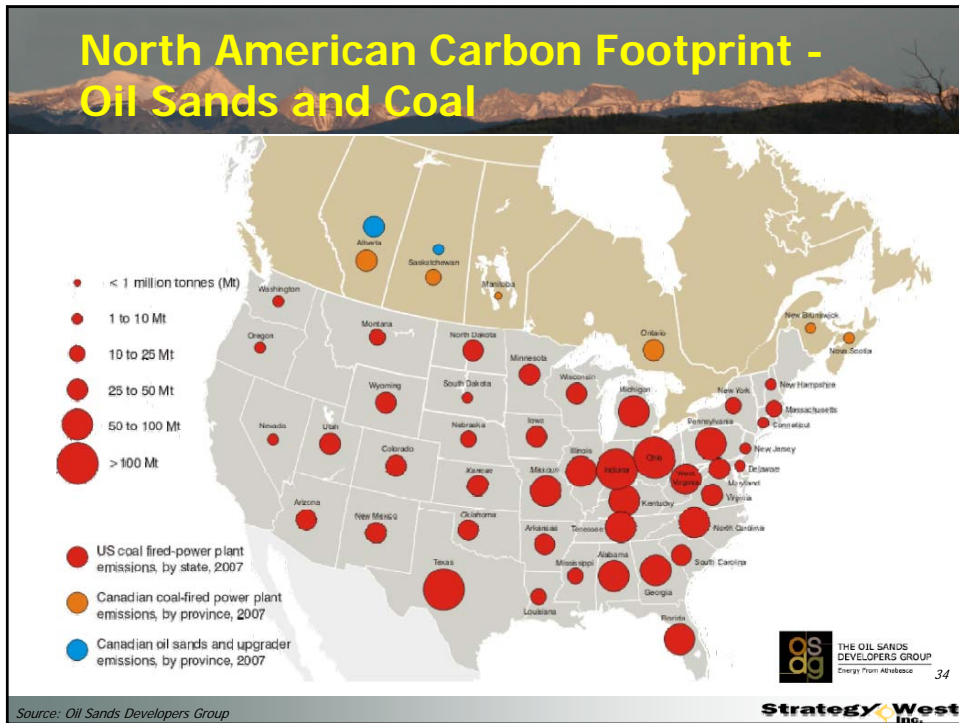 North American Carbon Footprint -
Oil Sands and Coal
Alberta
Saskatchewan
Manitoba
Ontario
New Brunswick
Nova Scotia
< 1 million tonnes (Mt)
1 to 10 Mt
10 to 25 Mt
25 to 50 Mt
50 to 100 Mt
>100 Mt
Washington
Oregon
Montana
North Dakota
Minnesota
Wisconsin
Michigan
New York
New Hampshire
Massachusetts
Connecticut
Wyoming
South Dakota
Nebraska
Iowa
Illinois
Indiana
Ohio
Pennsylvania
New Jersey
Delaware
Maryland
West
Virginia
Virginia
Nevada
Utah
Colorado
Kansas
Missouri
Kentucky
North Carolina
Arizona
New Mexico
Oklahoma
Arkansas
Tennessee
South Carolina
Texas
Louisiana
Mississippi
Alabama
Georgia
Florida
US coal fired-power plant
emissions, by state, 2007
Canadian coal-fired power plant
emissions, by province, 2007
Canadian oil sands and upgrader
emissions, by province, 2007
os
dg
THE OIL SANDS
DEVELOPERS GROUP
Energy From Athabasca
34
Source: Oil Sands Developers Group
Strategy West
Inc.